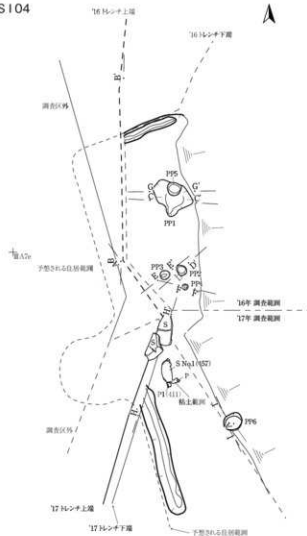 SI04
'16トレンチ上端
'16トレンチ下端
B'
調査区外
PP5
G
G'
C
C'
PP1
ⅢA7e
予想される住居範囲
B
PP3
PP2
E
E'
D'
PP4
F
F'
H
'16年 調査範囲
'17年 調査範囲
S
S
S No.1(457)
P
P1(411)
粘土範囲
H'
PP6
調査区外
'17トレンチ上端
'17トレンチ下端
予想される住居範囲